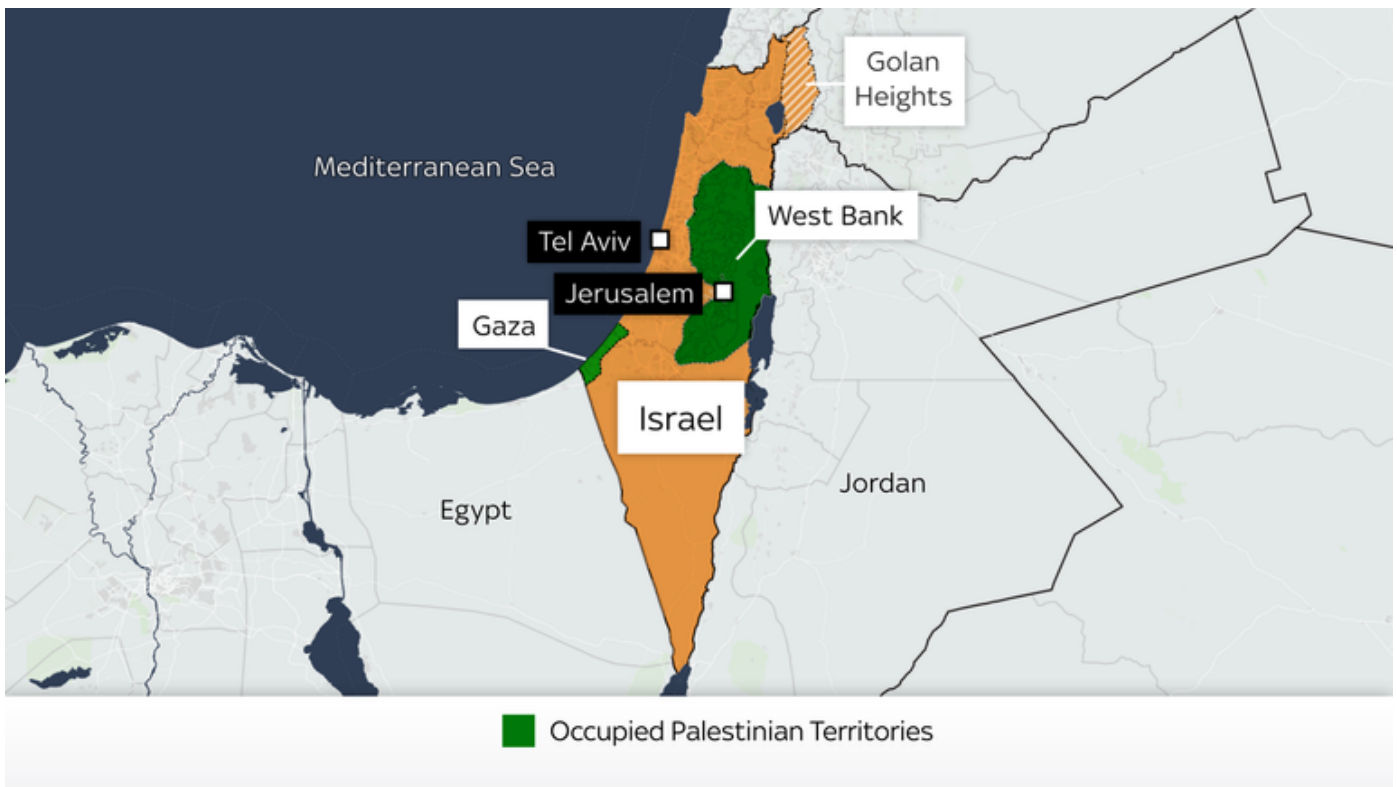 Golan
Heights
Mediterranean Sea
West Bank
Tel Aviv
Jerusalem
Gaza
Israel
Jordan
Egypt
Occupied Palestinian Territories